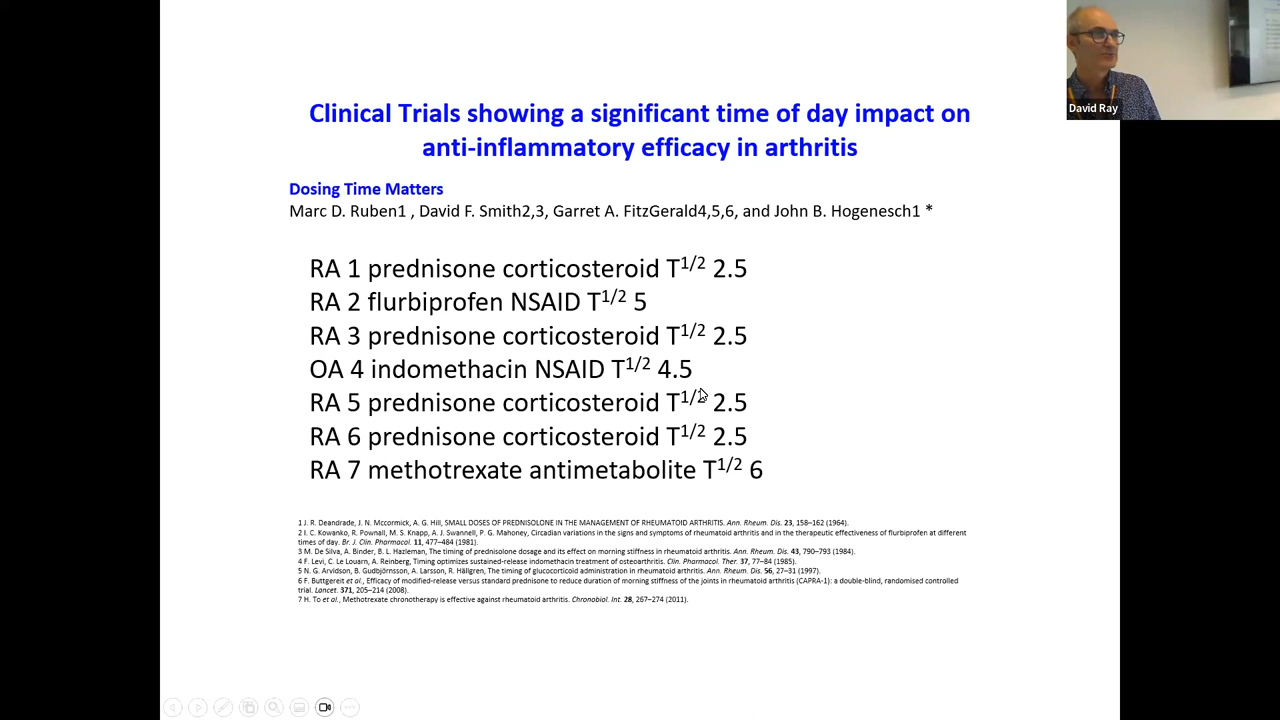 Clinical Trials showing a significant time of day impact on
anti-inflammatory efficacy in arthritis
Dosing Time Matters
Marc D. Ruben1 , David F. Smith2,3, Garret A. FitzGerald4,5,6, and John B. Hogenesch1 *
RA 1 prednisone corticosteroid T1/2 2.5
RA 2 flurbiprofen NSAID T1/2 5
RA 3 prednisone corticosteroid T1/2 2.5
OA 4 indomethacin NSAID T1/2 4.5
RA 5 prednisone corticosteroid T1/2 2.5
RA 6 prednisone corticosteroid T1/2 2.5
RA 7 methotrexate antimetabolite T1/2 6
1 J. R. Deandrade, J. N. Mccormick, A. G. Hill, SMALL DOSES OF PREDNISOLONE IN THE MANAGEMENT OF RHEUMATOID ARTHRITIS. Ann. Rheum. Dis. 23, 158–162 (1964).
2 I. C. Kowanko, R. Pownall, M. S. Knapp, A. J. Swannell, P. G. Mahoney, Circadian variations in the signs and symptoms of rheumatoid arthritis and in the therapeutic effectiveness of flurbiprofen at different
times of day. Br. J. Clin. Pharmacol. 11, 477–484 (1981).
3 M. De Silva, A. Binder, B. L. Hazleman, The timing of prednisolone dosage and its effect on morning stiffness in rheumatoid arthritis. Ann. Rheum. Dis. 43, 790–793 (1984).
4 F. Levi, C. Le Louarn, A. Reinberg, Timing optimizes sustained-release indomethacin treatment of osteoarthritis. Clin. Pharmacol. Ther. 37, 77–84 (1985).
5 N. G. Arvidson, B. Gudbjörnsson, A. Larsson, R. Hällgren, The timing of glucocorticoid administration in rheumatoid arthritis. Ann. Rheum. Dis. 56, 27–31 (1997).
6 F. Buttgereit et al., Efficacy of modified-release versus standard prednisone to reduce duration of morning stiffness of the joints in rheumatoid arthritis (CAPRA-1): a double-blind, randomised controlled
trial. Lancet. 371, 205–214 (2008).
7 H. To et al., Methotrexate chronotherapy is effective against rheumatoid arthritis. Chronobiol. Int. 28, 267–274 (2011).
David Ray